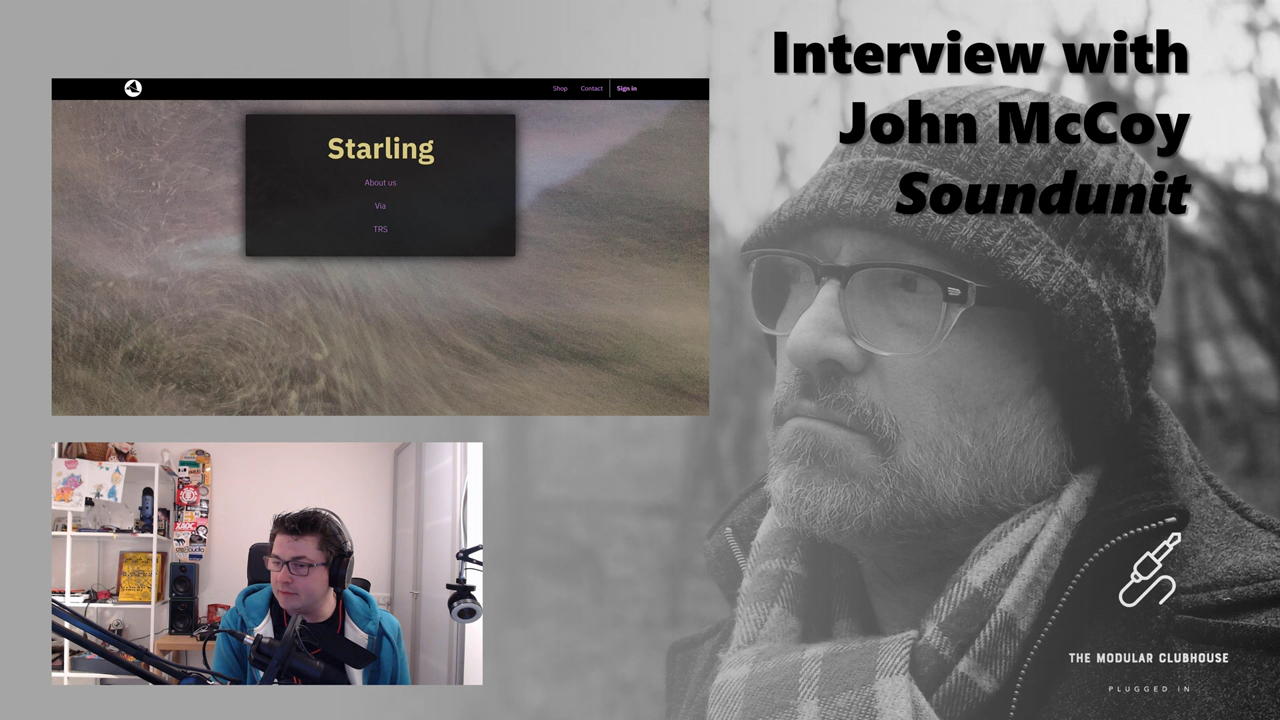 Interview with
John McCoy
Soundunit
Shop Contact Sign in
Starling
About us
Via
TRS
XAOC
THE MODULAR CLUBHOUSE
PLUGGED IN